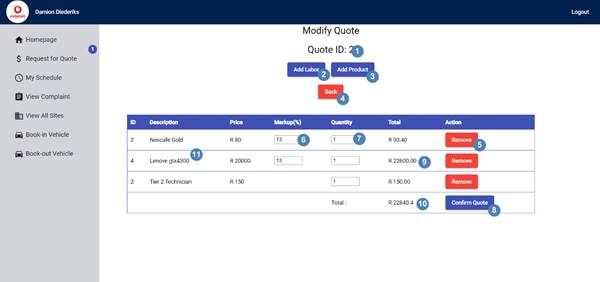 vodacom
Damion Diederiks
Logout
Homepage
Request for Quote 1
My Schedule
View Complaint
View All Sites
Book-in Vehicle
Book-out Vehicle
Modify Quote
Quote ID: 2 1
Add Labor 2 Add Product 3
Back 4
ID Description Price Markup(%) Quantity Total Action
2 Nescafe Gold R 80 13 6 1 7 R 90.40 Remove 5
4 Lenove gtx4300 11 R 20000 13 1 R 22600.00 9 Remove
2 Tier 2 Technician R 150 1 R 150.00 Remove
Total : R 22840.4 10 Confirm Quote 8